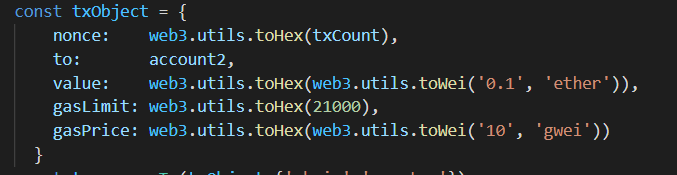 const txObject = {
nonce:    web3.utils.toHex(txCount),
to:       account2,
value:    web3.utils.toHex(web3.utils.toWei('0.1', 'ether')),
gasLimit: web3.utils.toHex(21000),
gasPrice: web3.utils.toHex(web3.utils.toWei('10', 'gwei'))
}